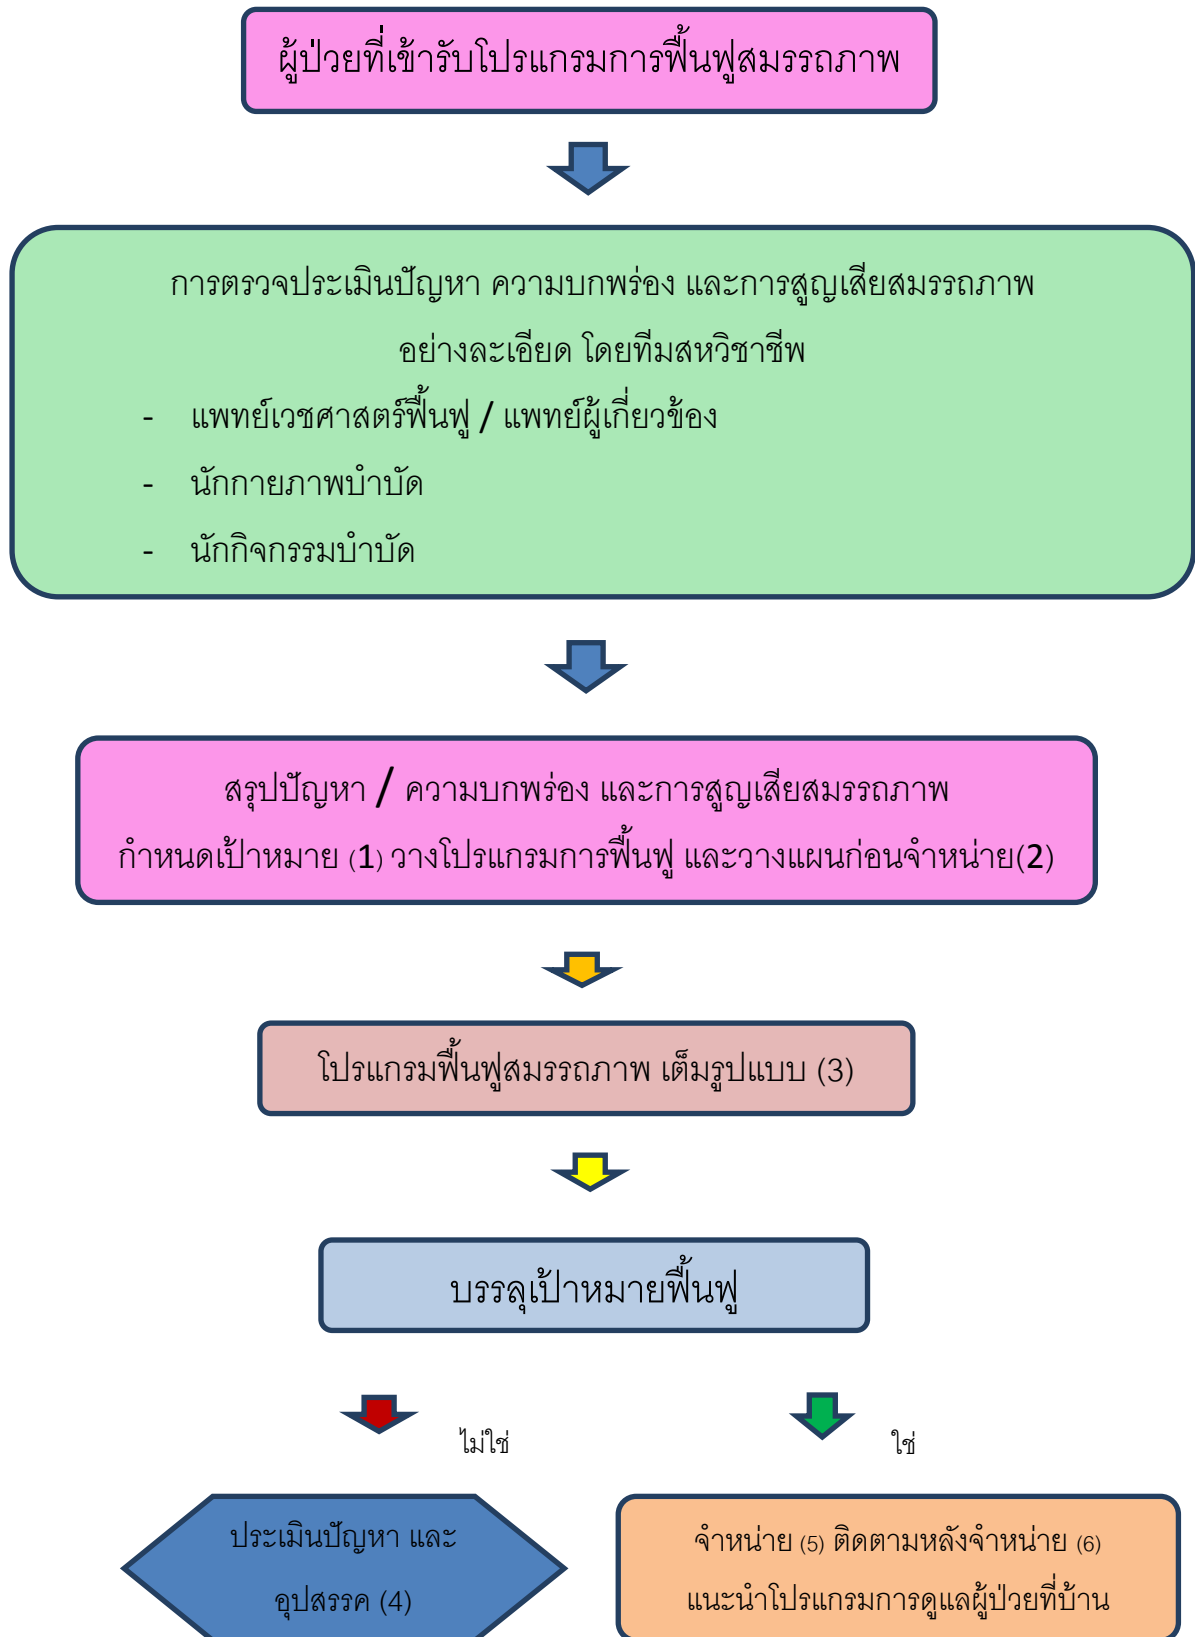 ผู้ป่วยที่เข้ารับโปรแกรมการฟื้นฟูสมรรถภาพ
การตรวจประเมินปัญหา ความบกพร่อง และการสูญเสียสมรรถภาพ
อย่างละเอียด โดยทีมสหวิชาชีพ
- แพทย์เวชศาสตร์ฟื้นฟู / แพทย์ผู้เกี่ยวข้อง
- นักกายภาพบำบัด
- นักกิจกรรมบำบัด
สรุปปัญหา / ความบกพร่อง และการสูญเสียสมรรถภาพ
กำหนดเป้าหมาย (1) วางโปรแกรมการฟื้นฟู และวางแผนก่อนจำหน่าย(2)
โปรแกรมฟื้นฟูสมรรถภาพ เต็มรูปแบบ (3)
บรรลุเป้าหมายฟื้นฟู
ไม่ใช่
ใช่
ประเมินปัญหา และ
อุปสรรค (4)
จำหน่าย (5) ติดตามหลังจำหน่าย (6)
แนะนำโปรแกรมการดูแลผู้ป่วยที่บ้าน